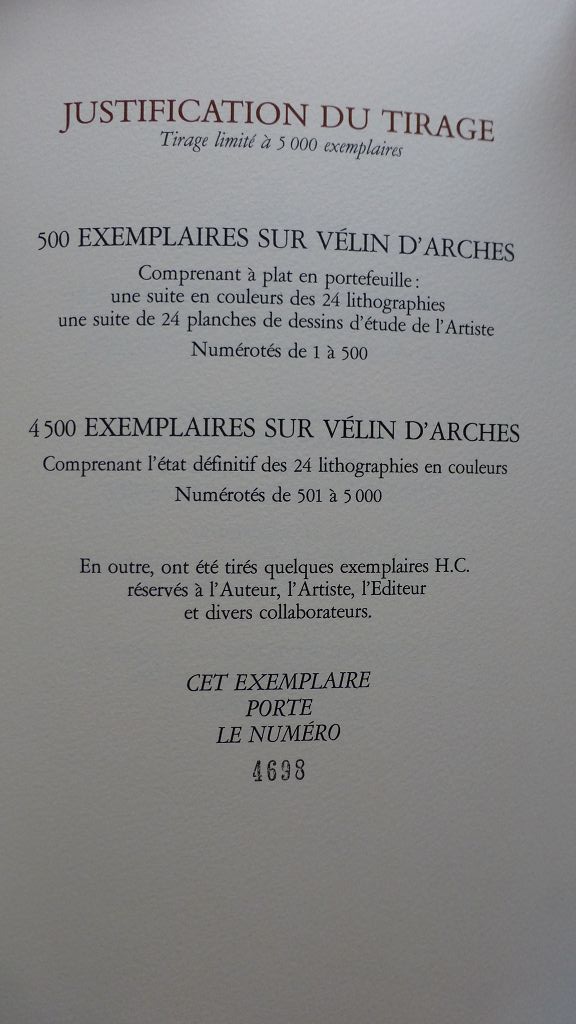 JUSTIFICATION DU TIRAGE
Tirage limité à 5 000 exemplaires
500 EXEMPLAIRES SUR VÉLIN D'ARCHES
Comprenant à plat en portefeuille :
une suite en couleurs des 24 lithographies
une suite de 24 planches de dessins d'étude de l'Artiste
Numérotés de 1 à 500
4 500 EXEMPLAIRES SUR VÉLIN D'ARCHES
Comprenant l'état définitif des 24 lithographies en couleurs
Numérotés de 501 à 5 000
En outre, ont été tirés quelques exemplaires H.C.
réservés à l'Auteur, l'Artiste, l'Editeur
et divers collaborateurs.
CET EXEMPLAIRE
PORTE
LE NUMÉRO
4698